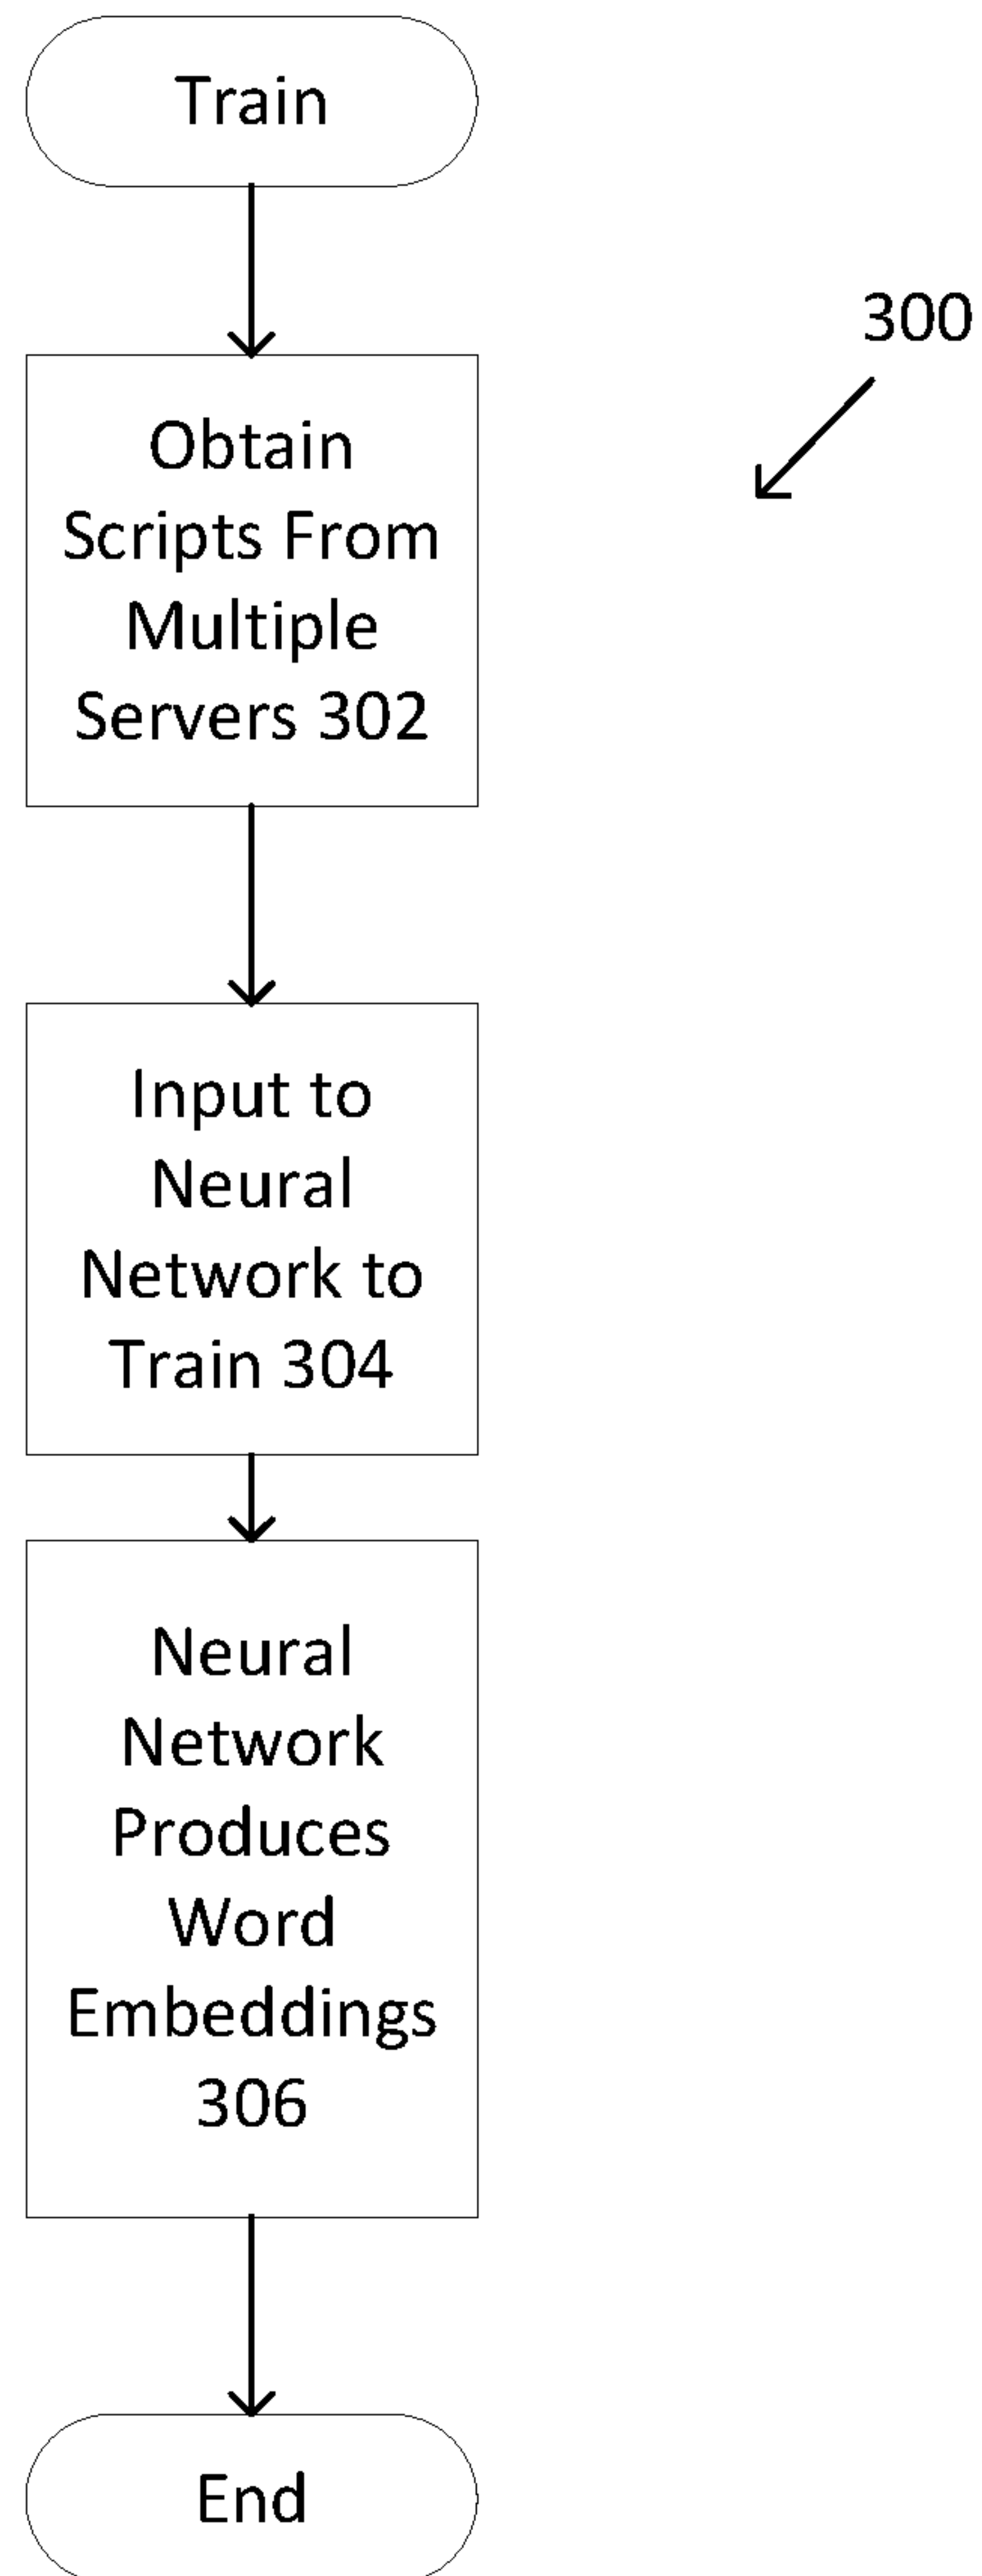 Train
300
Obtain
Scripts From
Multiple
Servers 302
Input to
Neural
Network to
Train 304
Neural
Network
Produces
Word
Embeddings
306
End